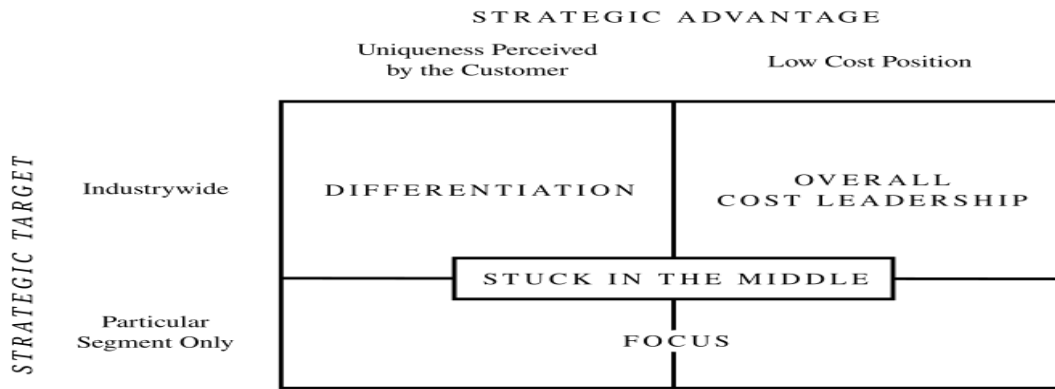 STRATEGIC ADVANTAGE
Uniqueness Perceived
by the Customer
Low Cost Position
STRATEGIC TARGET
Industrywide
DIFFERENTIATION
OVERALL
COST LEADERSHIP
STUCK IN THE MIDDLE
Particular
Segment Only
FOCUS